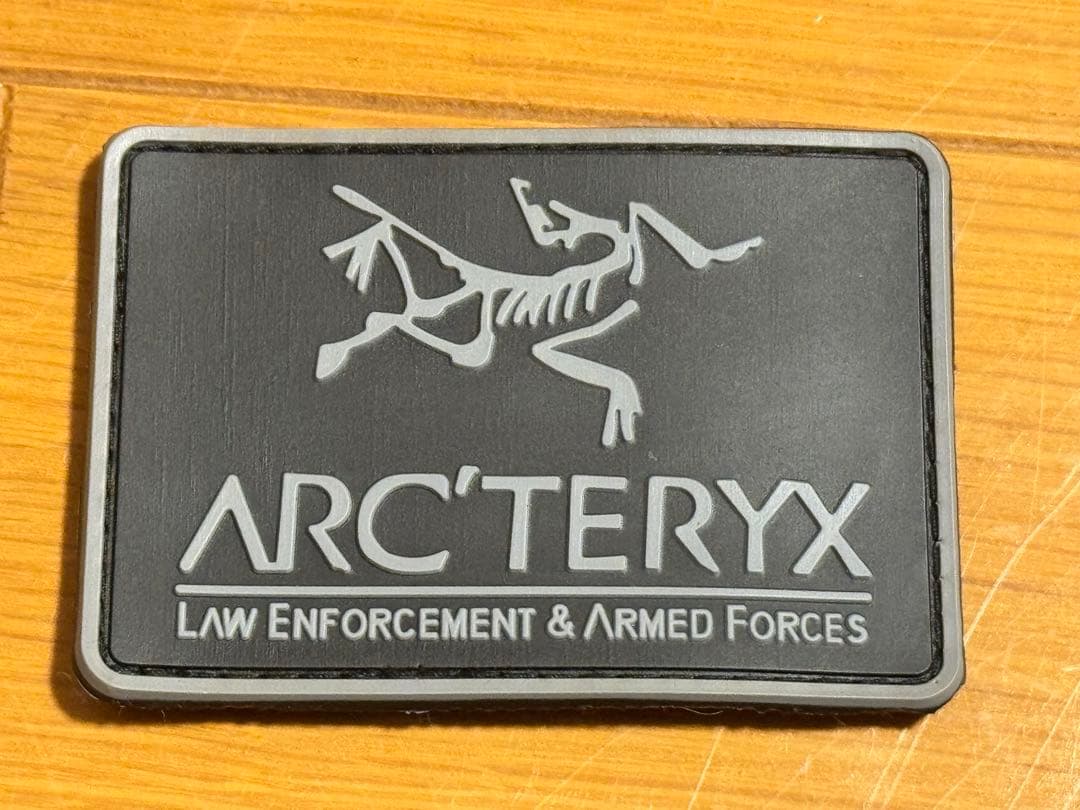 ARC'TERYX
LAW ENFORCEMENT & ARMED FORCES